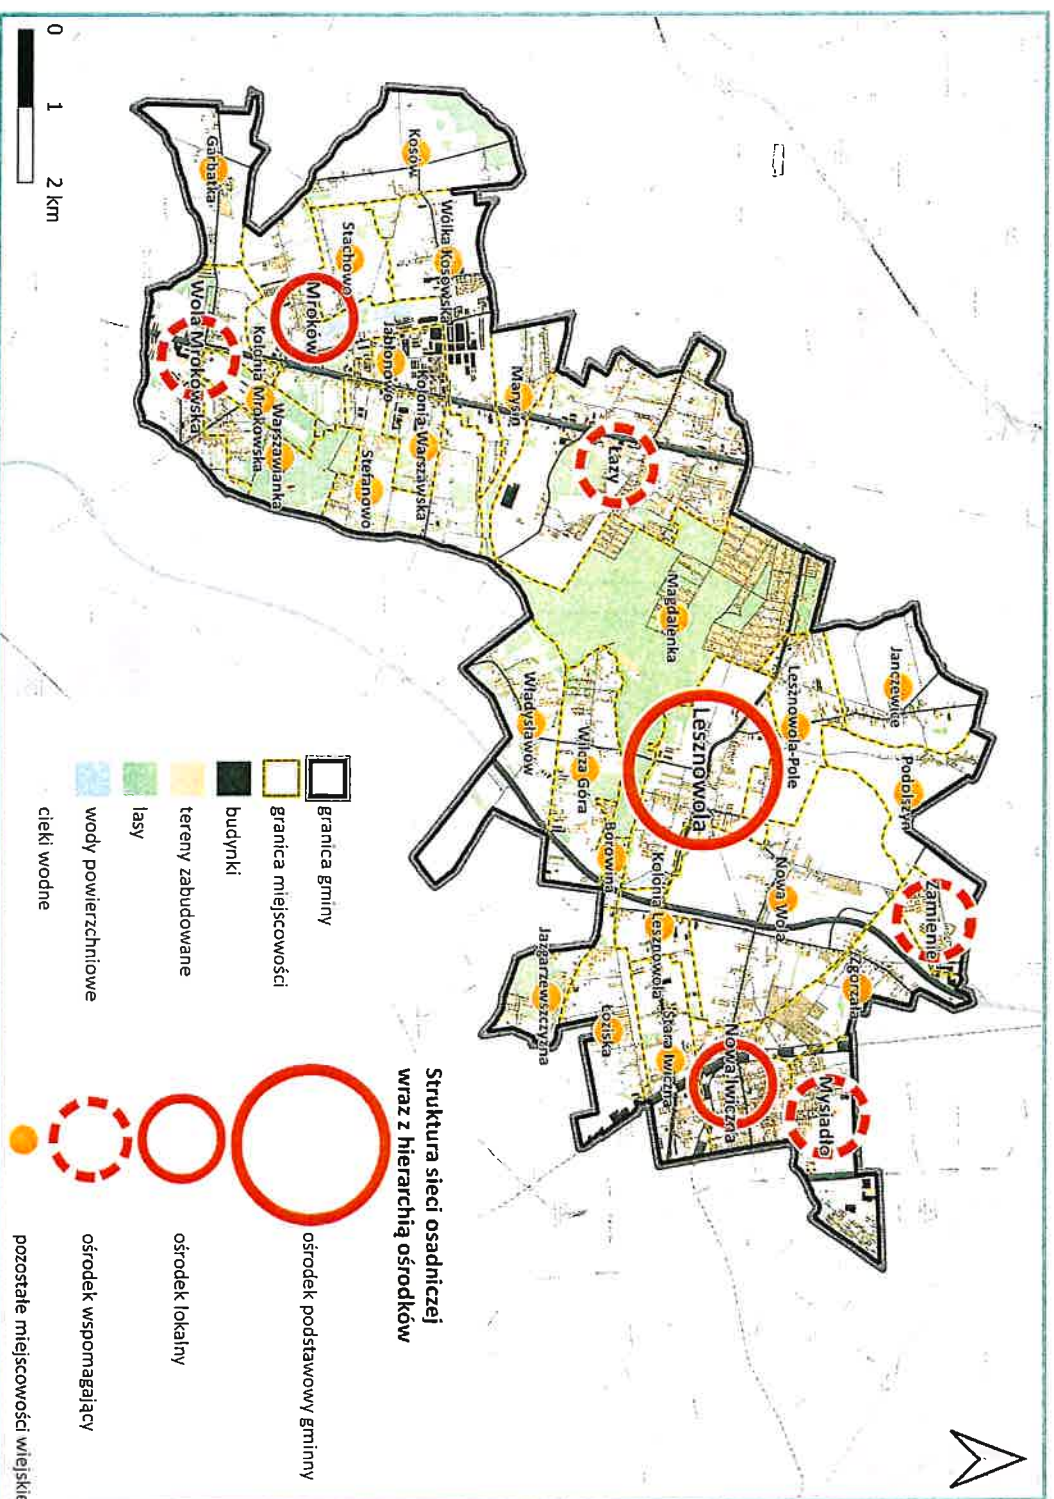 Janczewice
Podolszyn
Zamienie
Zgorzała
Mysiadło
Lesznowola-Pole
Nowa Wola
Nowa Iwiczna
Magdalenka
Lesznowola
Kolonia Lesznowola
Stara Iwiczna
Łazy
Wilcza Góra
Borowina
Łoziska
Władysławów
Jazgarzewszczyzna
Marysin
Kosów
Wólka Kosowska
Kolonia Warszawska
Stachowo
Jabłonowo
Stefanowo
Mroków
Kolonia Mrokowska
Warszawianka
Garbatka
Wola Mrokowska
0 1 2 km
granica gminy
granica miejscowości
budynki
tereny zabudowane
lasy
wody powierzchniowe
cieki wodne
Struktura sieci osadniczej
wraz z hierarchią ośrodków
ośrodek podstawowy gminny
ośrodek lokalny
ośrodek wspomagający
pozostałe miejscowości wiejskie